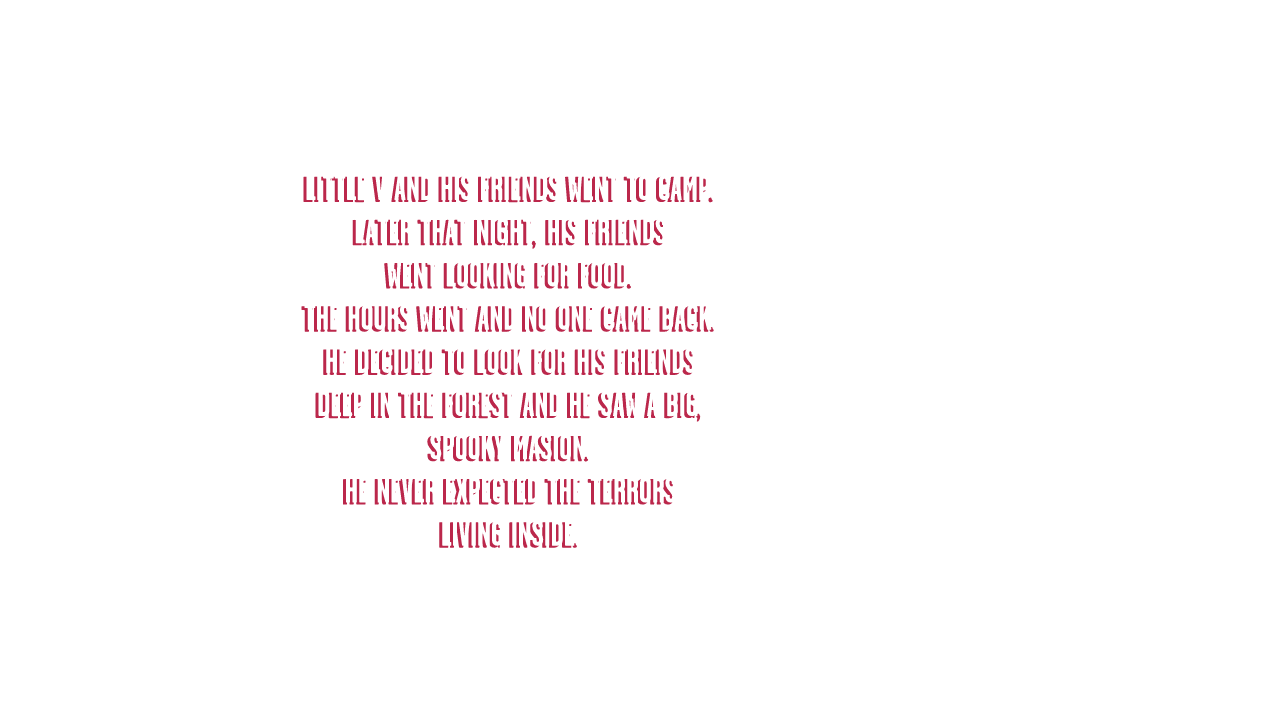 LITTLE V AND HIS FRIENDS WENT TO CAMP.
LATER THAT NIGHT, HIS FRIENDS
WENT LOOKING FOR FOOD.
THE HOURS WENT AND NO ONE CAME BACK.
HE DECIDED TO LOOK FOR HIS FRIENDS
DEEP IN THE FOREST AND HE SAW A BIG,
SPOOKY MASION.
HE NEVER EXPECTED THE TERRORS
LIVING INSIDE.